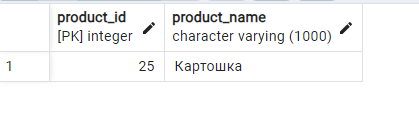 product_id product_name
[PK] integer character varying (1000)
1 25 Картошка